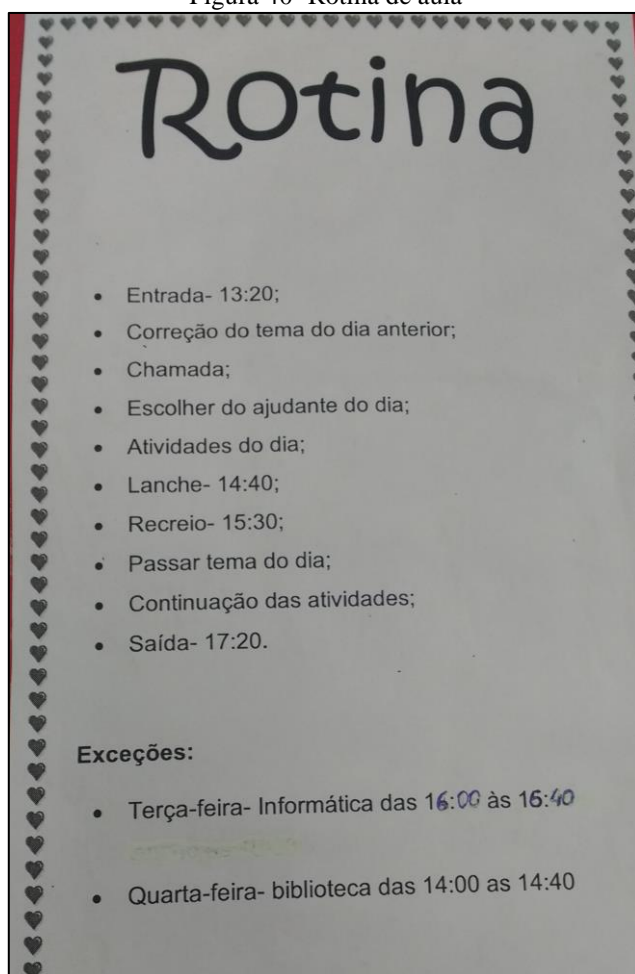 Figura 40- Rotina de aula
Rotina
• Entrada- 13:20;
• Correção do tema do dia anterior;
• Chamada;
• Escolher do ajudante do dia;
• Atividades do dia;
• Lanche- 14:40;
• Recreio- 15:30;
• Passar tema do dia;
• Continuação das atividades;
• Saída- 17:20.
Exceções:
• Terça-feira- Informática das 16:00 às 16:40
• Quarta-feira- biblioteca das 14:00 as 14:40